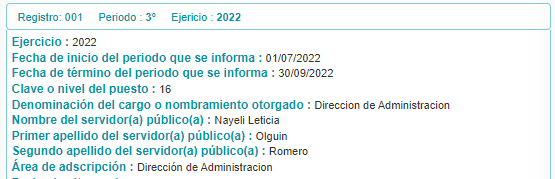 Registro: 001 Periodo : 3º Ejericio : 2022
Ejercicio : 2022
Fecha de inicio del periodo que se informa : 01/07/2022
Fecha de término del periodo que se informa : 30/09/2022
Clave o nivel del puesto : 16
Denominación del cargo o nombramiento otorgado : Direccion de Administracion
Nombre del servidor(a) público(a) : Nayeli Leticia
Primer apellido del servidor(a) público(a) : Olguin
Segundo apellido del servidor(a) público(a) : Romero
Área de adscripción : Dirección de Administracion